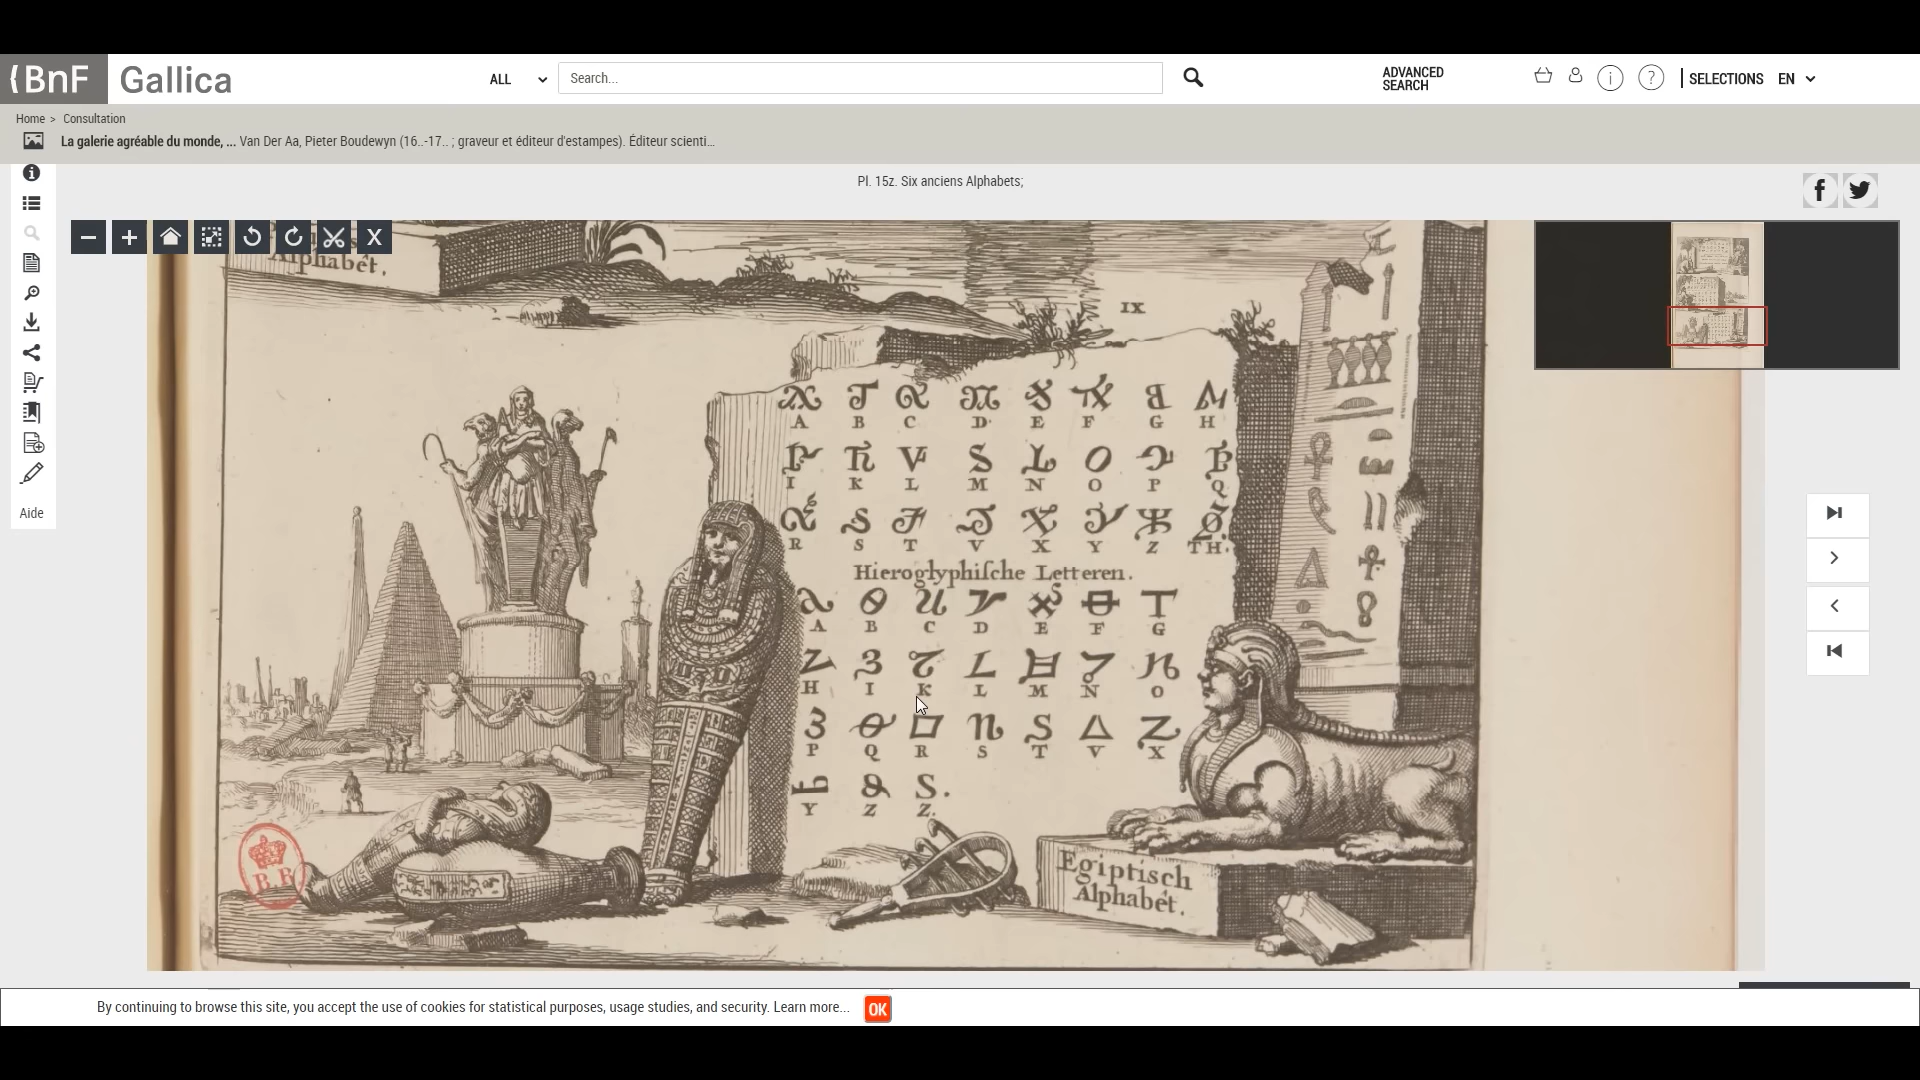 BnF Gallica
ALL
Search...
ADVANCED SEARCH
SELECTIONS
EN
Home > Consultation
La galerie agréable du monde, ... Van Der Aa, Pieter Boudewyn (16..-17.. ; graveur et éditeur d'estampes). Éditeur scienti...
Pl. 15z. Six anciens Alphabets;
Aide
Alphabêt.
IX
A B C D E F G H
I K L M N O P Q
R S T V X Y Z TH.
Hieroglyphiſche Letteren.
A B C D E F G
H I K L M N O
P Q R S T V X
Y Z Z.
B R
Egiptisch
Alphabêt.
By continuing to browse this site, you accept the use of cookies for statistical purposes, usage studies, and security. Learn more...
OK